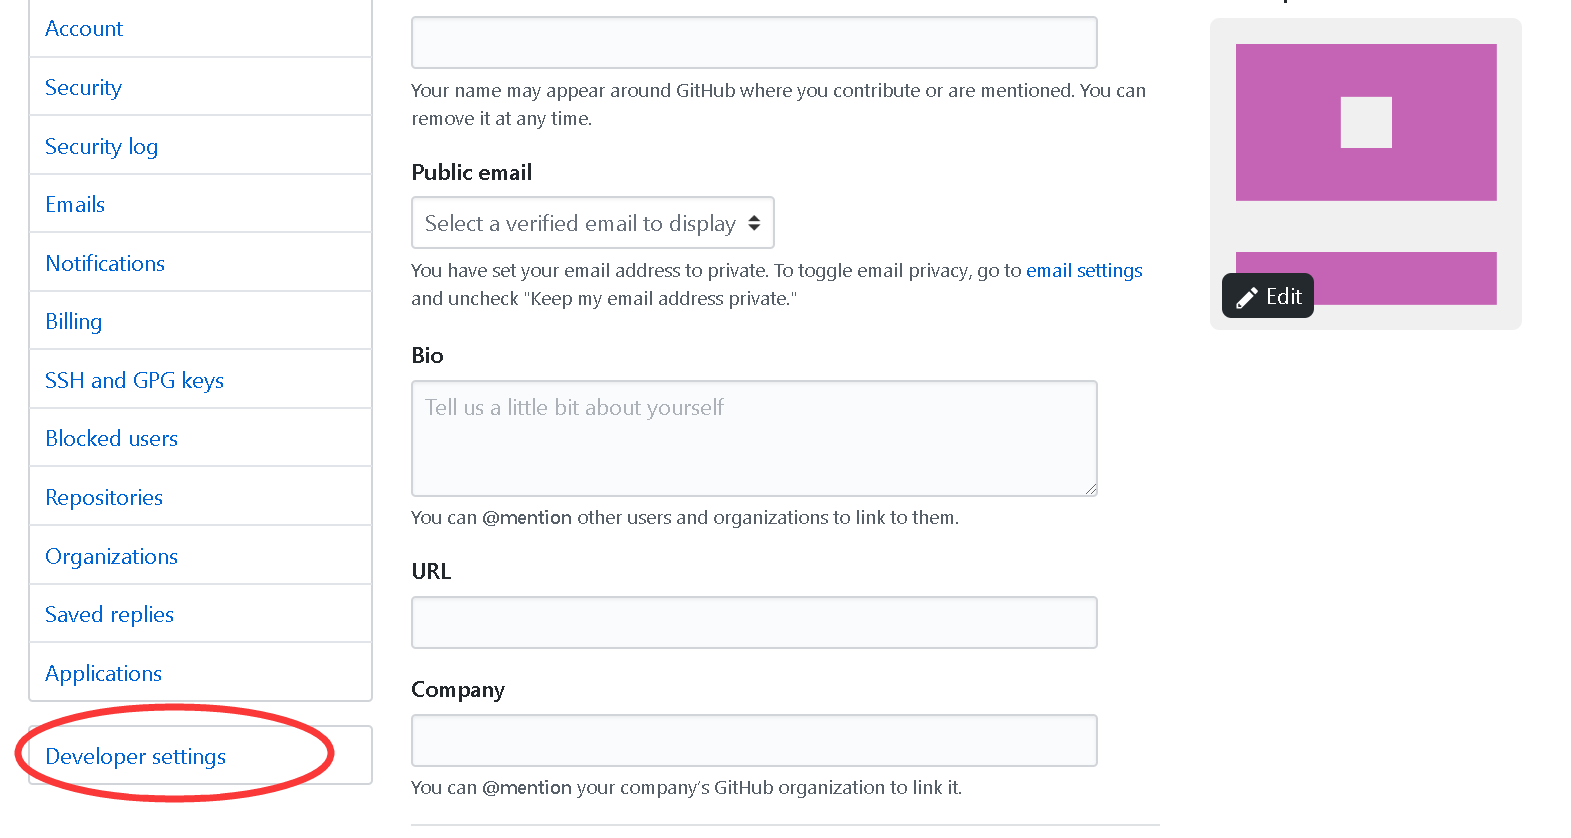 Account
Security
Security log
Emails
Notifications
Billing
SSH and GPG keys
Blocked users
Repositories
Organizations
Saved replies
Applications
Developer settings
Your name may appear around GitHub where you contribute or are mentioned. You can
remove it at any time.
Public email
Select a verified email to display
You have set your email address to private. To toggle email privacy, go to email settings
and uncheck "Keep my email address private."
Bio
Tell us a little bit about yourself
You can @mention other users and organizations to link to them.
URL
Company
You can @mention your company’s GitHub organization to link it.
Edit